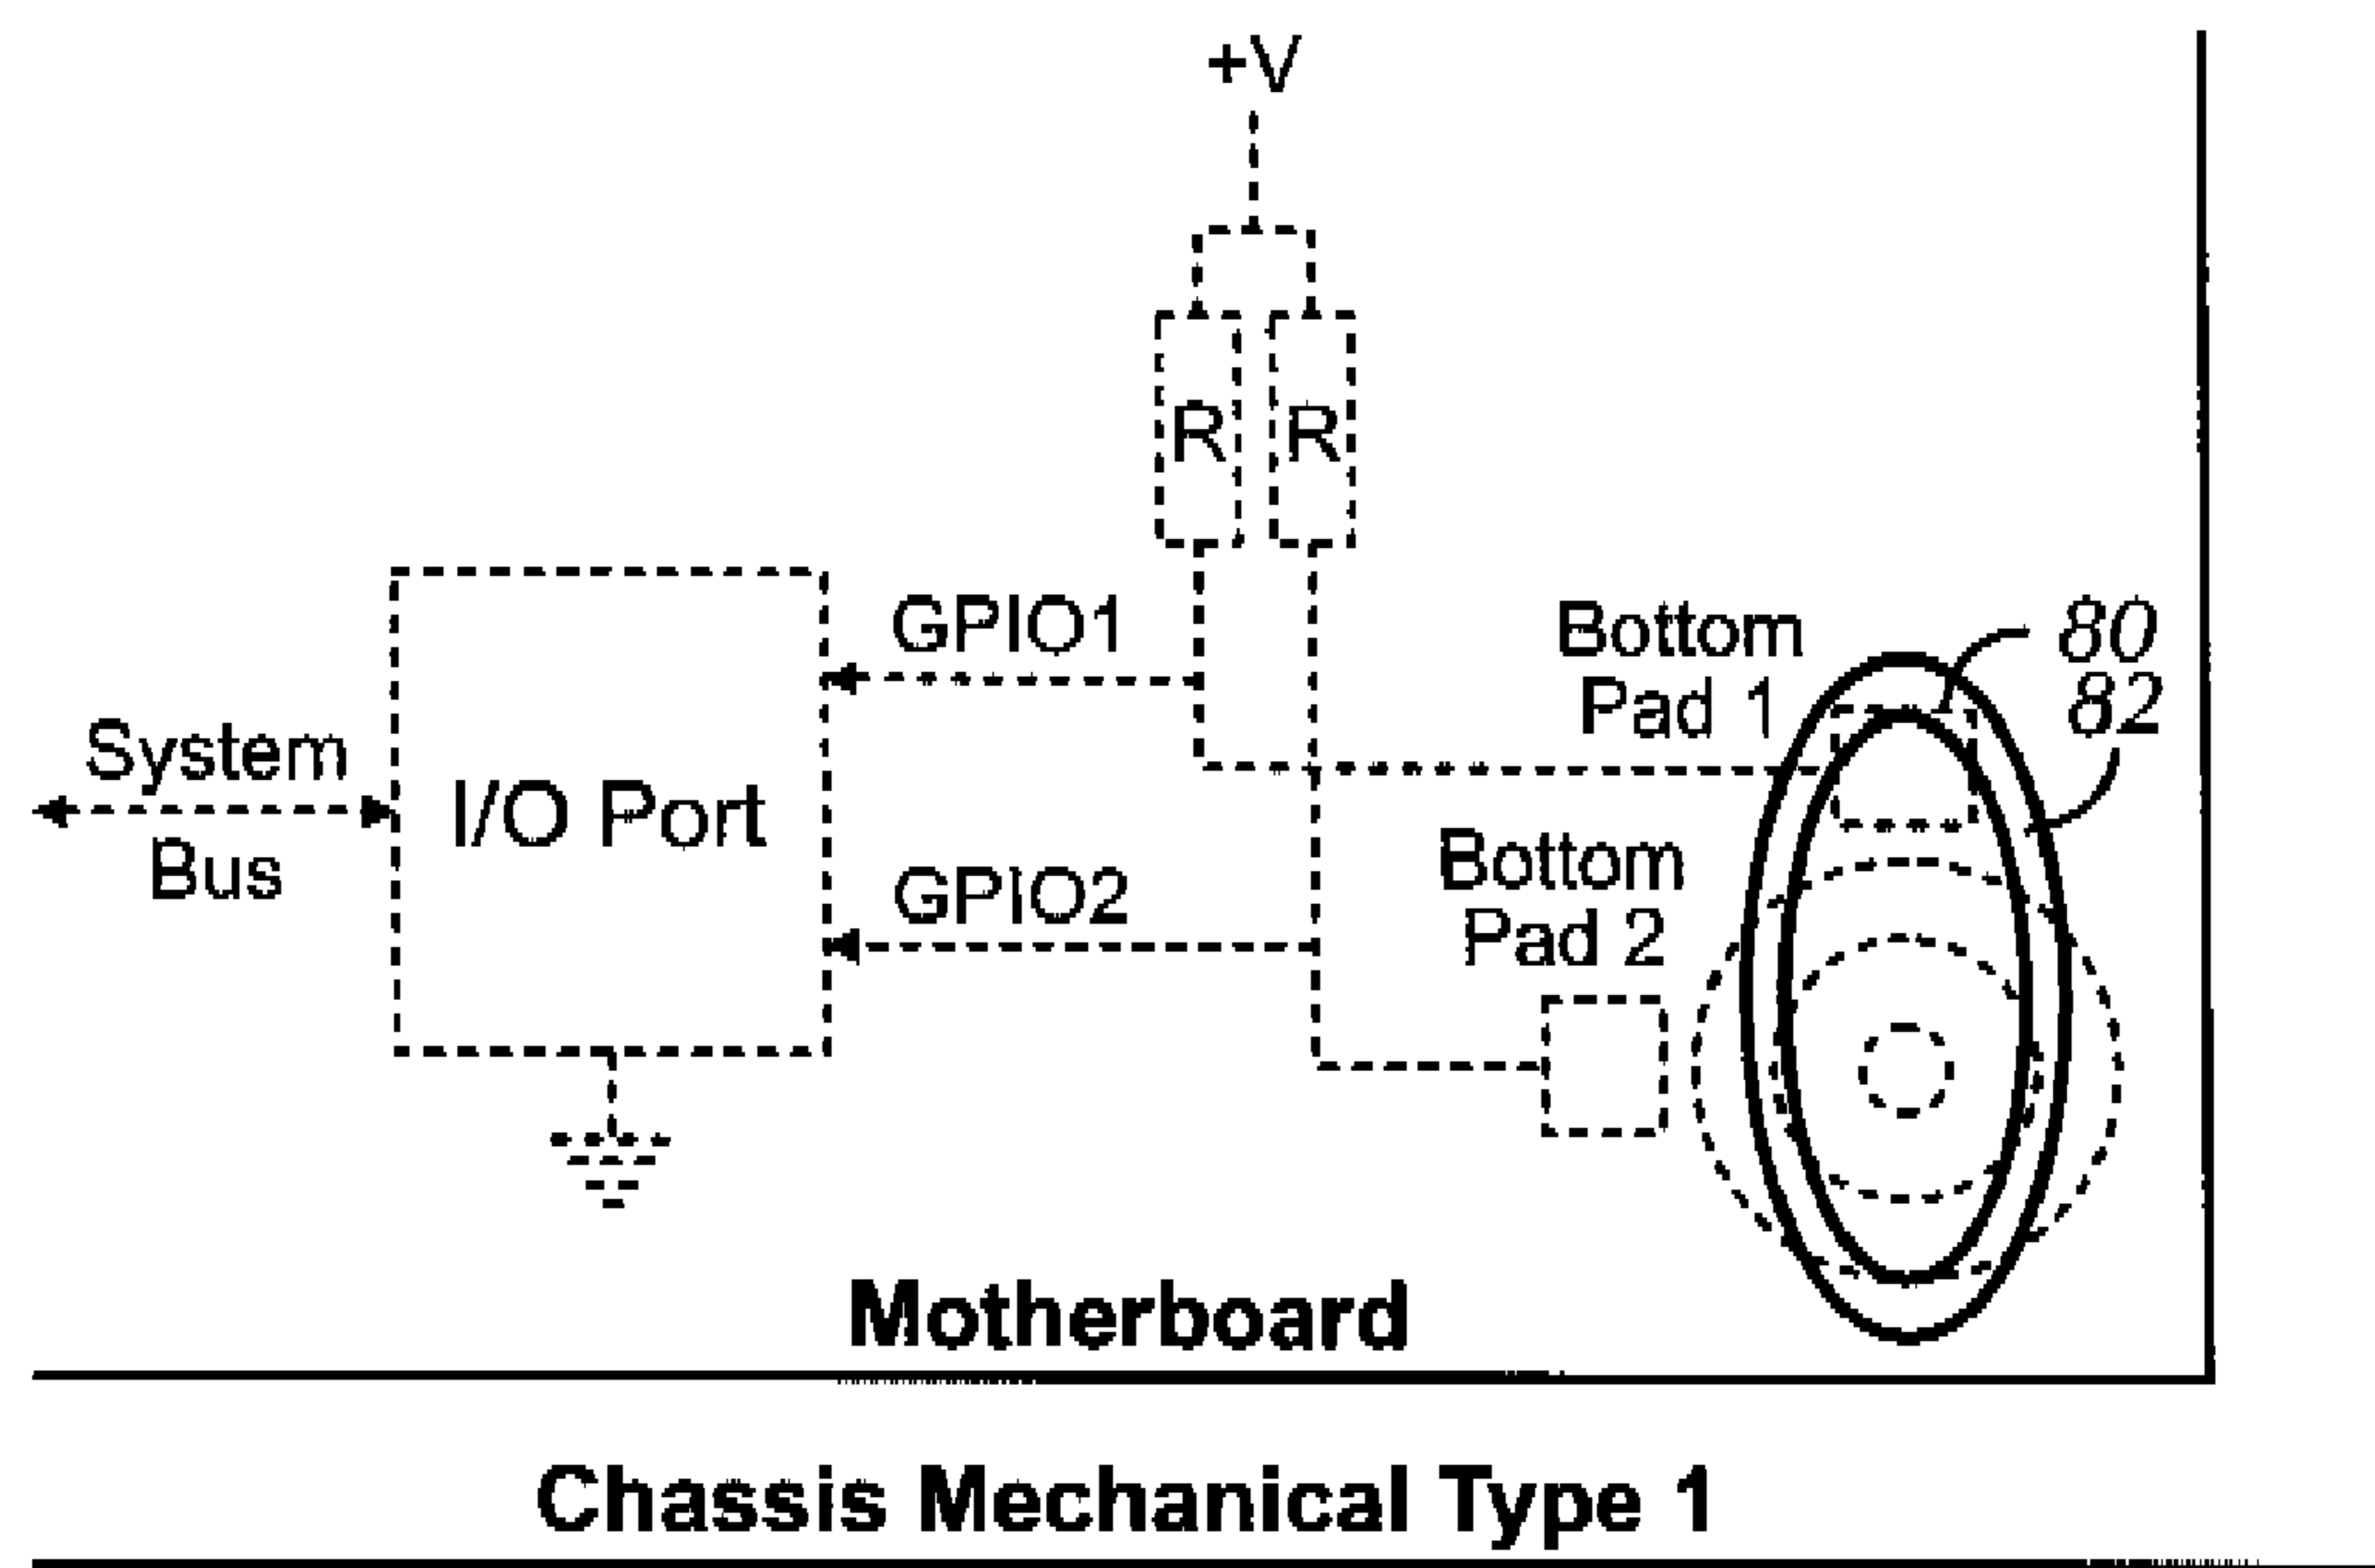 +V
R R
GPIO1
Bottom
Pad 1
80
82
System
Bus
I/O Port
GPIO2
Bottom
Pad 2
Motherboard
Chassis Mechanical Type 1